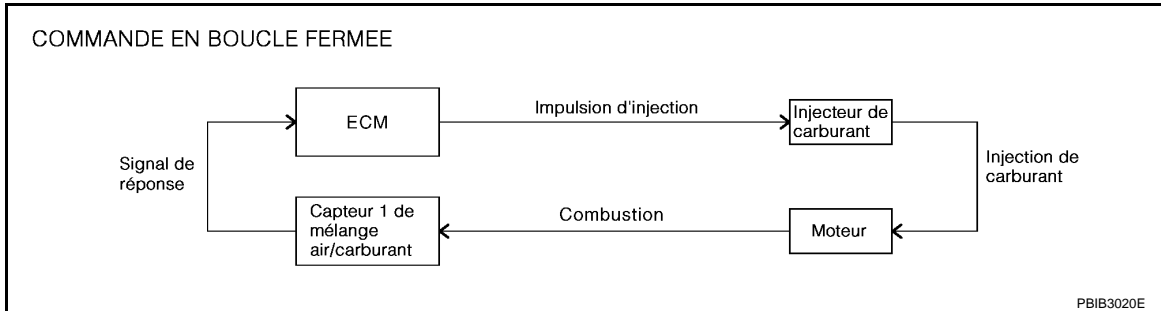 COMMANDE EN BOUCLE FERMEE
ECM
Impulsion d'injection
Injecteur de
carburant
Signal de
réponse
Injection de
carburant
Capteur 1 de
mélange
air/carburant
Combustion
Moteur
PBIB3020E